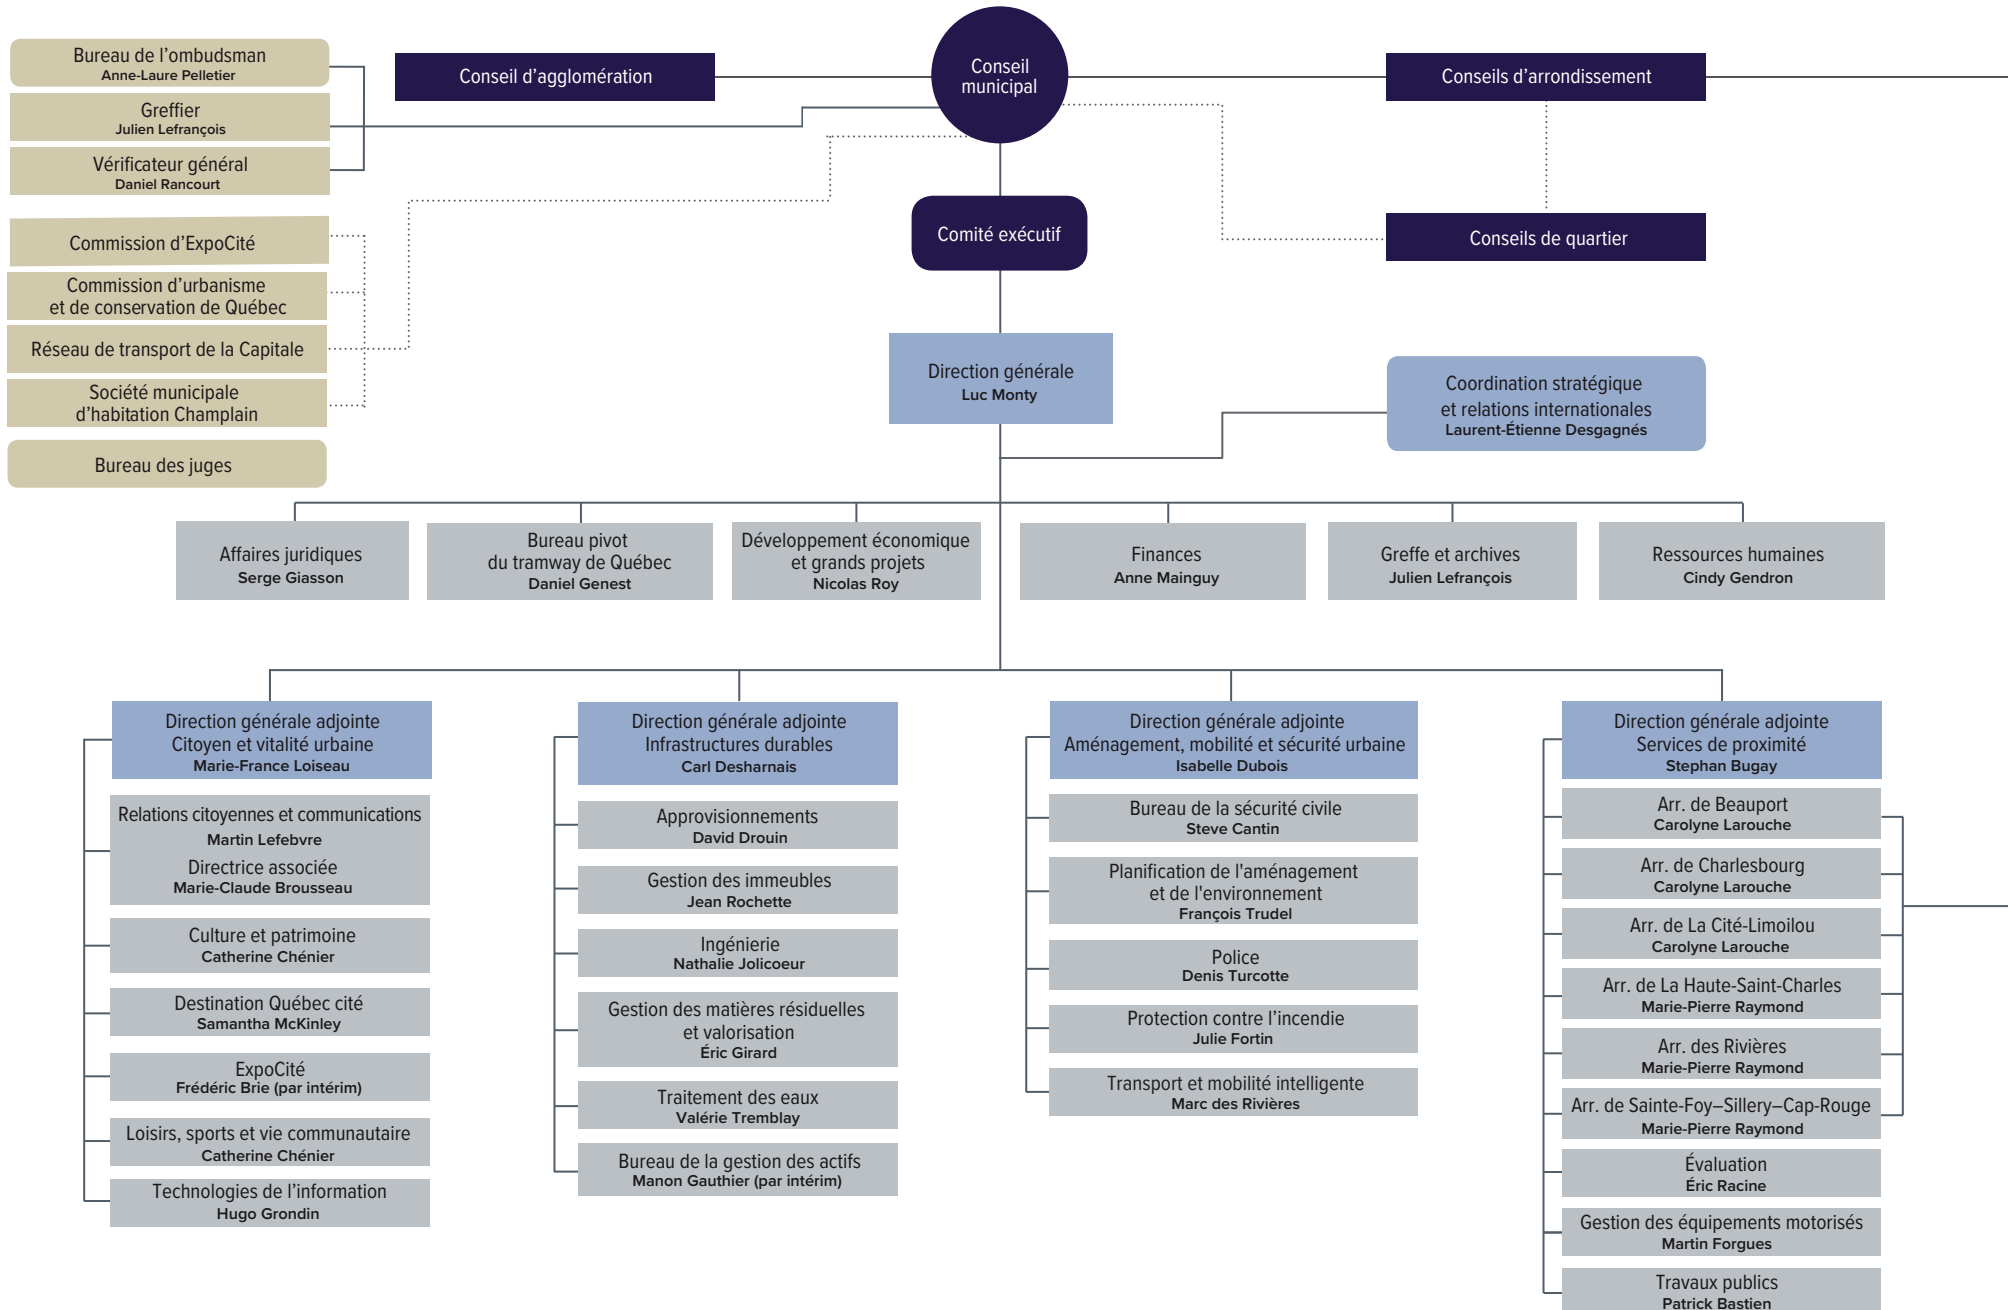 Bureau de l’ombudsman
Anne-Laure Pelletier
Greffier
Julien Lefrançois
Vérificateur général
Daniel Rancourt
Commission d’ExpoCité
Commission d’urbanisme
et de conservation de Québec
Réseau de transport de la Capitale
Société municipale
d’habitation Champlain
Bureau des juges
Conseil d’agglomération
Conseil
municipal
Conseils d’arrondissement
Comité exécutif
Conseils de quartier
Direction générale
Luc Monty
Coordination stratégique
et relations internationales
Laurent-Étienne Desgagnés
Affaires juridiques
Serge Giasson
Bureau pivot
du tramway de Québec
Daniel Genest
Développement économique
et grands projets
Nicolas Roy
Finances
Anne Mainguy
Greffe et archives
Julien Lefrançois
Ressources humaines
Cindy Gendron
Direction générale adjointe
Citoyen et vitalité urbaine
Marie-France Loiseau
Relations citoyennes et communications
Martin Lefebvre
Directrice associée
Marie-Claude Brousseau
Culture et patrimoine
Catherine Chénier
Destination Québec cité
Samantha McKinley
ExpoCité
Frédéric Brie (par intérim)
Loisirs, sports et vie communautaire
Catherine Chénier
Technologies de l’information
Hugo Grondin
Direction générale adjointe
Infrastructures durables
Carl Desharnais
Approvisionnements
David Drouin
Gestion des immeubles
Jean Rochette
Ingénierie
Nathalie Jolicoeur
Gestion des matières résiduelles
et valorisation
Éric Girard
Traitement des eaux
Valérie Tremblay
Bureau de la gestion des actifs
Manon Gauthier (par intérim)
Direction générale adjointe
Aménagement, mobilité et sécurité urbaine
Isabelle Dubois
Bureau de la sécurité civile
Steve Cantin
Planification de l'aménagement
et de l'environnement
François Trudel
Police
Denis Turcotte
Protection contre l’incendie
Julie Fortin
Transport et mobilité intelligente
Marc des Rivières
Direction générale adjointe
Services de proximité
Stephan Bugay
Arr. de Beauport
Carolyne Larouche
Arr. de Charlesbourg
Carolyne Larouche
Arr. de La Cité-Limoilou
Carolyne Larouche
Arr. de La Haute-Saint-Charles
Marie-Pierre Raymond
Arr. des Rivières
Marie-Pierre Raymond
Arr. de Sainte-Foy–Sillery–Cap-Rouge
Marie-Pierre Raymond
Évaluation
Éric Racine
Gestion des équipements motorisés
Martin Forgues
Travaux publics
Patrick Bastien